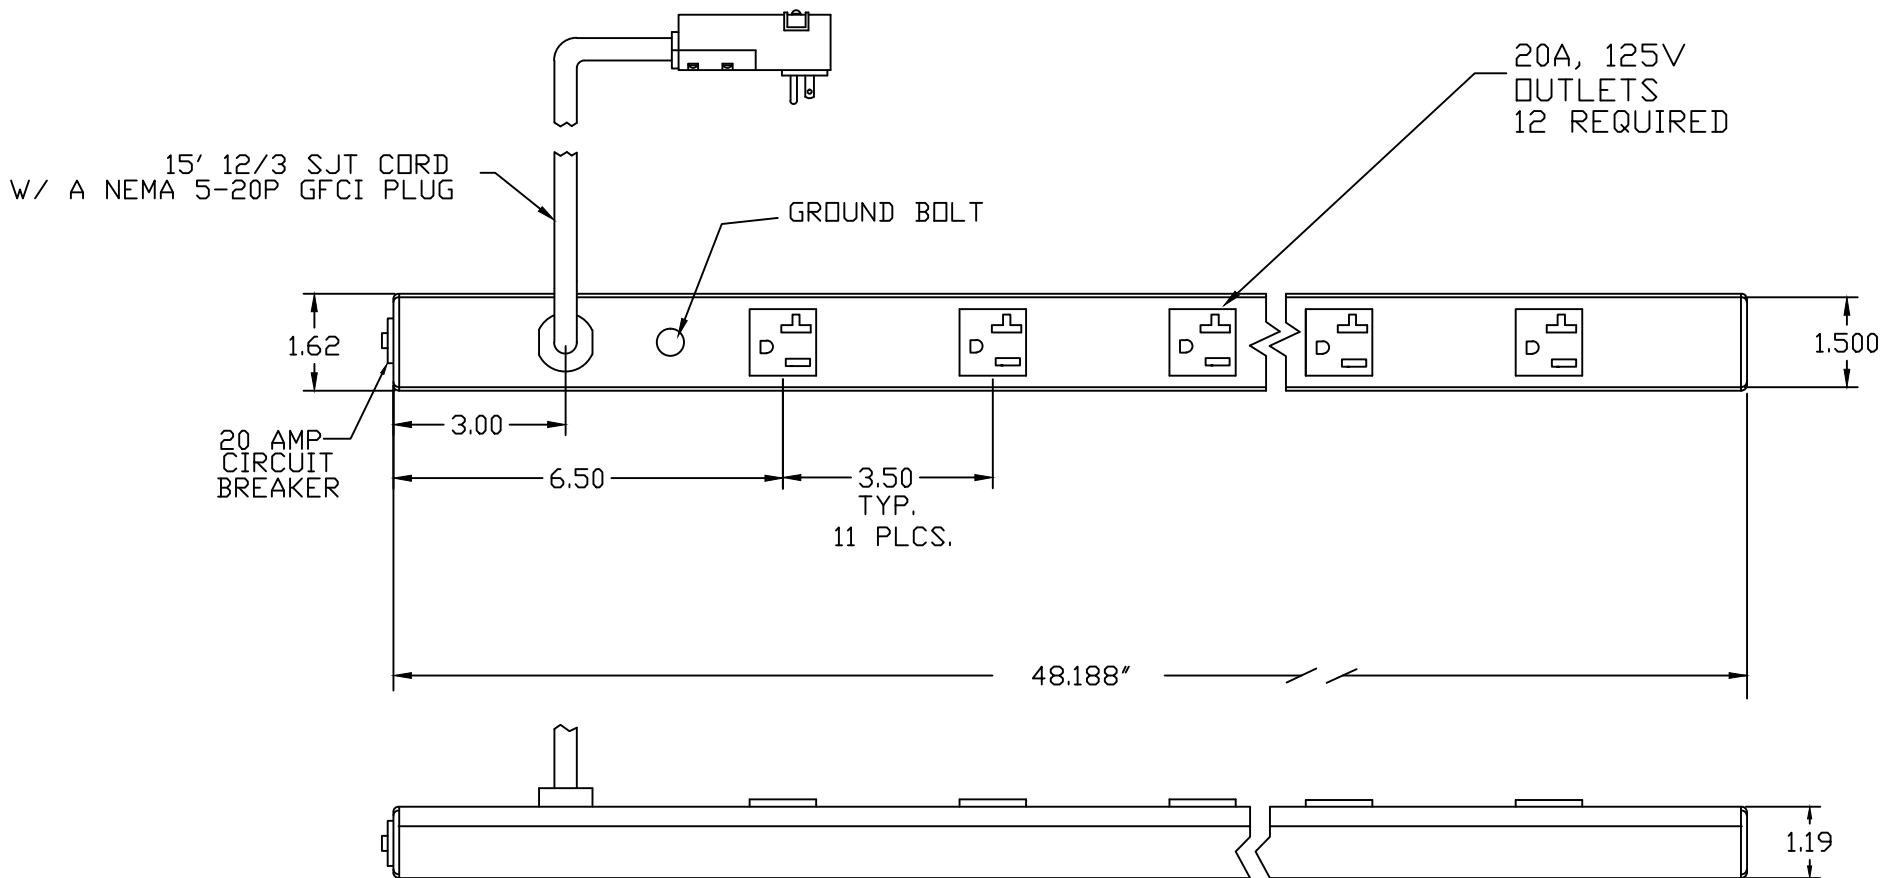 20A, 125V
OUTLETS
12 REQUIRED
15' 12/3 SJT CORD
W/ A NEMA 5-20P GFCI PLUG
GROUND BOLT
1.62
1.500
3.00
20 AMP
CIRCUIT
BREAKER
6.50
3.50
TYP.
11 PLCS.
48.188"
1.19